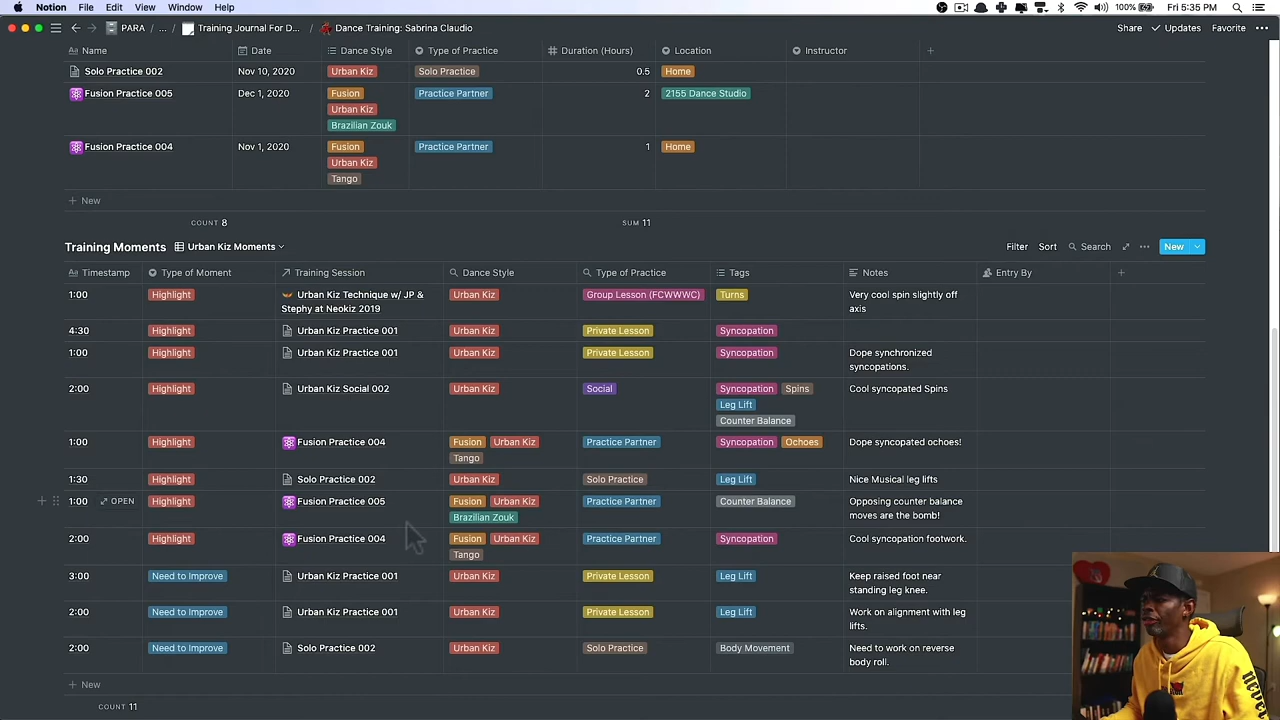 Notion File Edit View Window Help 100% Fri 5:35 PM
PARA / ... / Training Journal For D... / Dance Training: Sabrina Claudio Share Updates Favorite
Aa Name Date Dance Style Type of Practice # Duration (Hours) Location Instructor
Solo Practice 002 Nov 10, 2020 Urban Kiz Solo Practice 0.5 Home
Fusion Practice 005 Dec 1, 2020 Fusion Practice Partner 2 2155 Dance Studio
Urban Kiz
Brazilian Zouk
Fusion Practice 004 Nov 1, 2020 Fusion Practice Partner 1 Home
Urban Kiz
Tango
+ New
COUNT 8 SUM 11
Training Moments Urban Kiz Moments Filter Sort Search New
Aa Timestamp Type of Moment Training Session Dance Style Type of Practice Tags Notes Entry By
1:00 Highlight Urban Kiz Technique w/ JP & Urban Kiz Group Lesson (FCWWWC) Turns Very cool spin slightly off
Stephy at Neokiz 2019 axis
4:30 Highlight Urban Kiz Practice 001 Urban Kiz Private Lesson Syncopation
1:00 Highlight Urban Kiz Practice 001 Urban Kiz Private Lesson Syncopation Dope synchronized
syncopations.
2:00 Highlight Urban Kiz Social 002 Urban Kiz Social Syncopation Spins Cool syncopated Spins
Leg Lift
Counter Balance
1:00 Highlight Fusion Practice 004 Fusion Urban Kiz Practice Partner Syncopation Ochoes Dope syncopated ochoes!
Tango
1:30 Highlight Solo Practice 002 Urban Kiz Solo Practice Leg Lift Nice Musical leg lifts
1:00 OPEN Highlight Fusion Practice 005 Fusion Urban Kiz Practice Partner Counter Balance Opposing counter balance
Brazilian Zouk moves are the bomb!
2:00 Highlight Fusion Practice 004 Fusion Urban Kiz Practice Partner Syncopation Cool syncopation footwork.
Tango
3:00 Need to Improve Urban Kiz Practice 001 Urban Kiz Private Lesson Leg Lift Keep raised foot near
standing leg knee.
2:00 Need to Improve Urban Kiz Practice 001 Urban Kiz Private Lesson Leg Lift Work on alignment with leg
lifts.
2:00 Need to Improve Solo Practice 002 Urban Kiz Solo Practice Body Movement Need to work on reverse
body roll.
+ New
COUNT 11